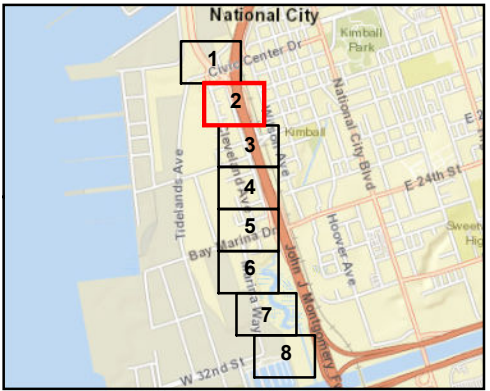 National City
Kimball
Park
1
Civic Center Dr
2
Wilson Ave
National City Blvd
Kimball
3
Cleveland Ave
Tidelands Ave
4
E 24th St
5
Hoover Ave
Bay Marina Dr
6
John J Montgomery
Marina Way
7
8
W 32nd St